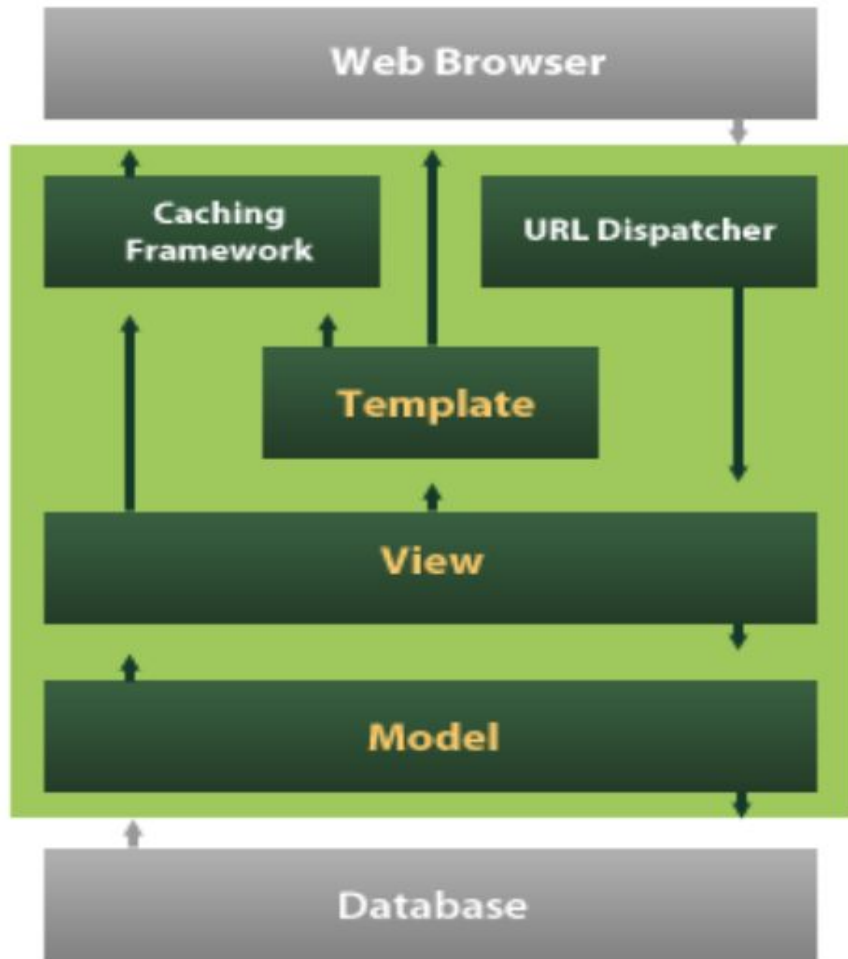 Web Browser
Caching
Framework
URL Dispatcher
Template
View
Model
Database